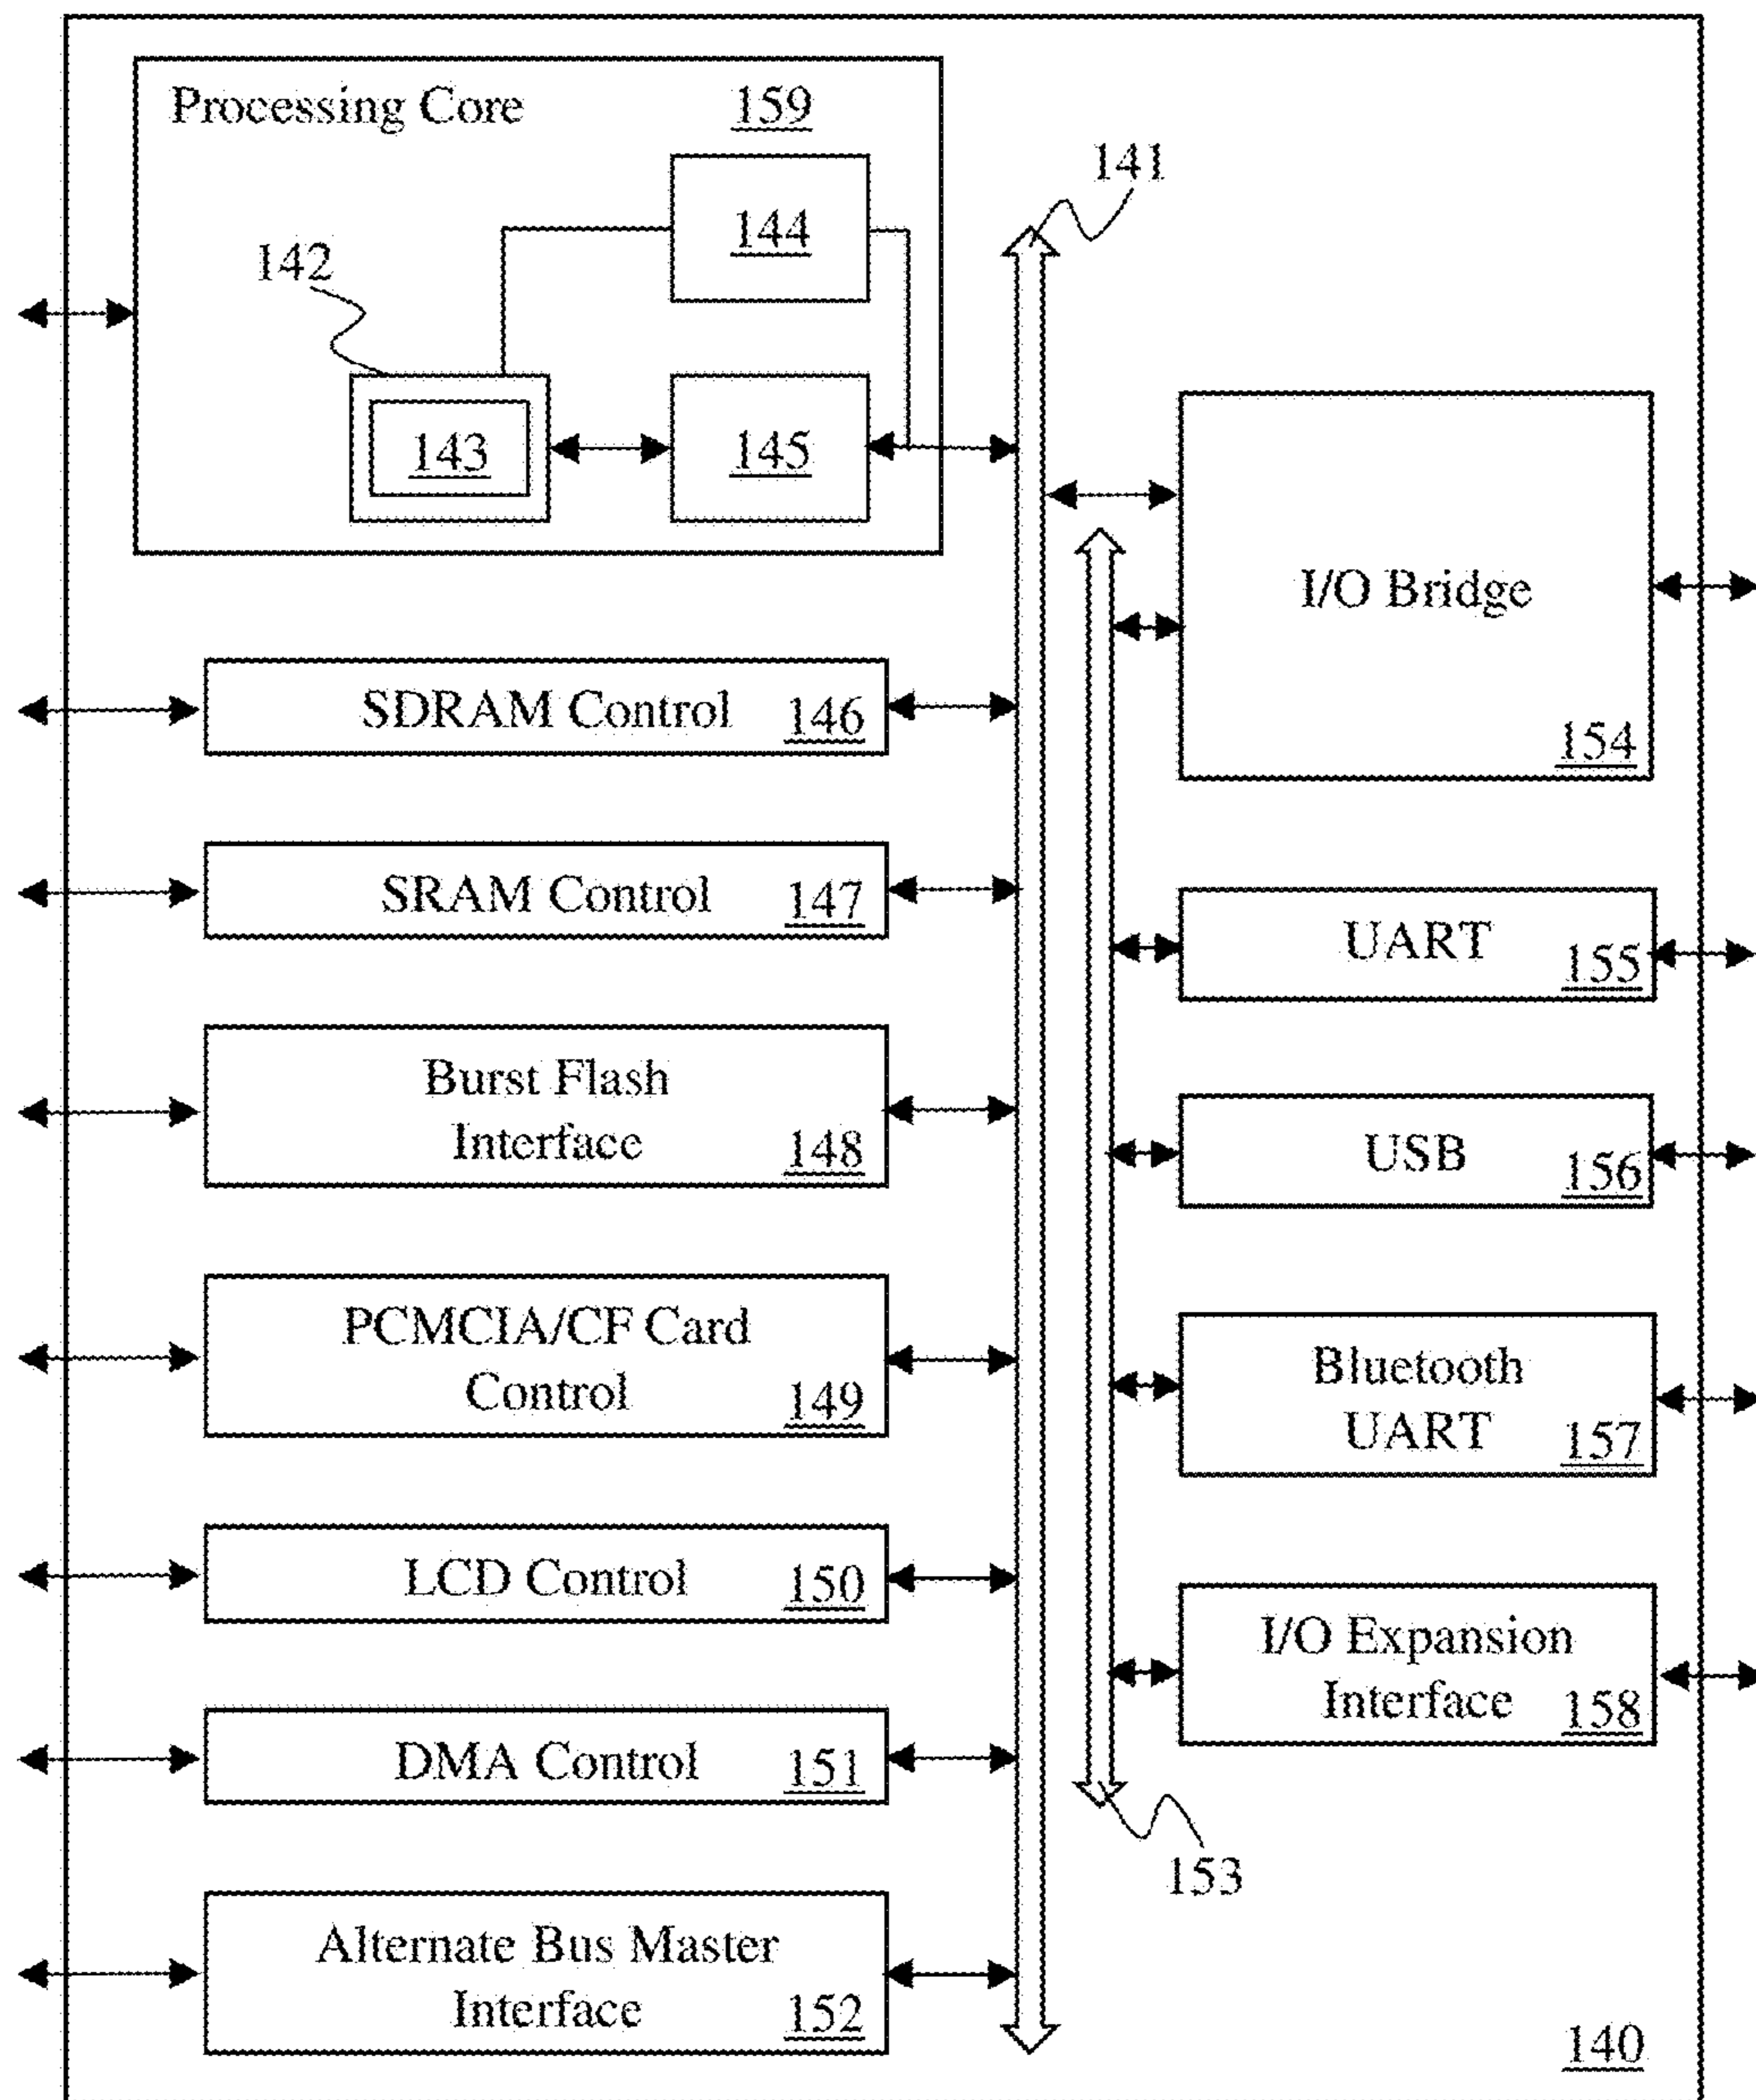 Processing Core 159
141
144
142
143
145
I/O Bridge
154
SDRAM Control 146
SRAM Control 147
UART 155
Burst Flash
Interface 148
USB 156
PCMCIA/CF Card
Control 149
Bluetooth
UART 157
LCD Control 150
I/O Expansion
Interface 158
DMA Control 151
153
Alternate Bus Master
Interface 152
140